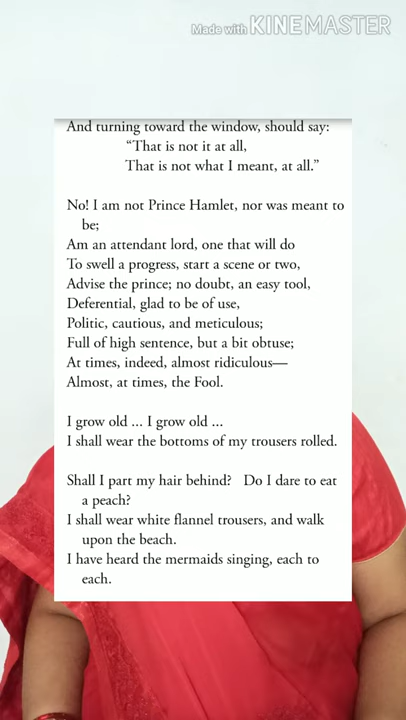 Made with KINEMASTER
And turning toward the window, should say:
“That is not it at all,
That is not what I meant, at all.”
No! I am not Prince Hamlet, nor was meant to
be;
Am an attendant lord, one that will do
To swell a progress, start a scene or two,
Advise the prince; no doubt, an easy tool,
Deferential, glad to be of use,
Politic, cautious, and meticulous;
Full of high sentence, but a bit obtuse;
At times, indeed, almost ridiculous—
Almost, at times, the Fool.
I grow old ... I grow old ...
I shall wear the bottoms of my trousers rolled.
Shall I part my hair behind?   Do I dare to eat
a peach?
I shall wear white flannel trousers, and walk
upon the beach.
I have heard the mermaids singing, each to
each.